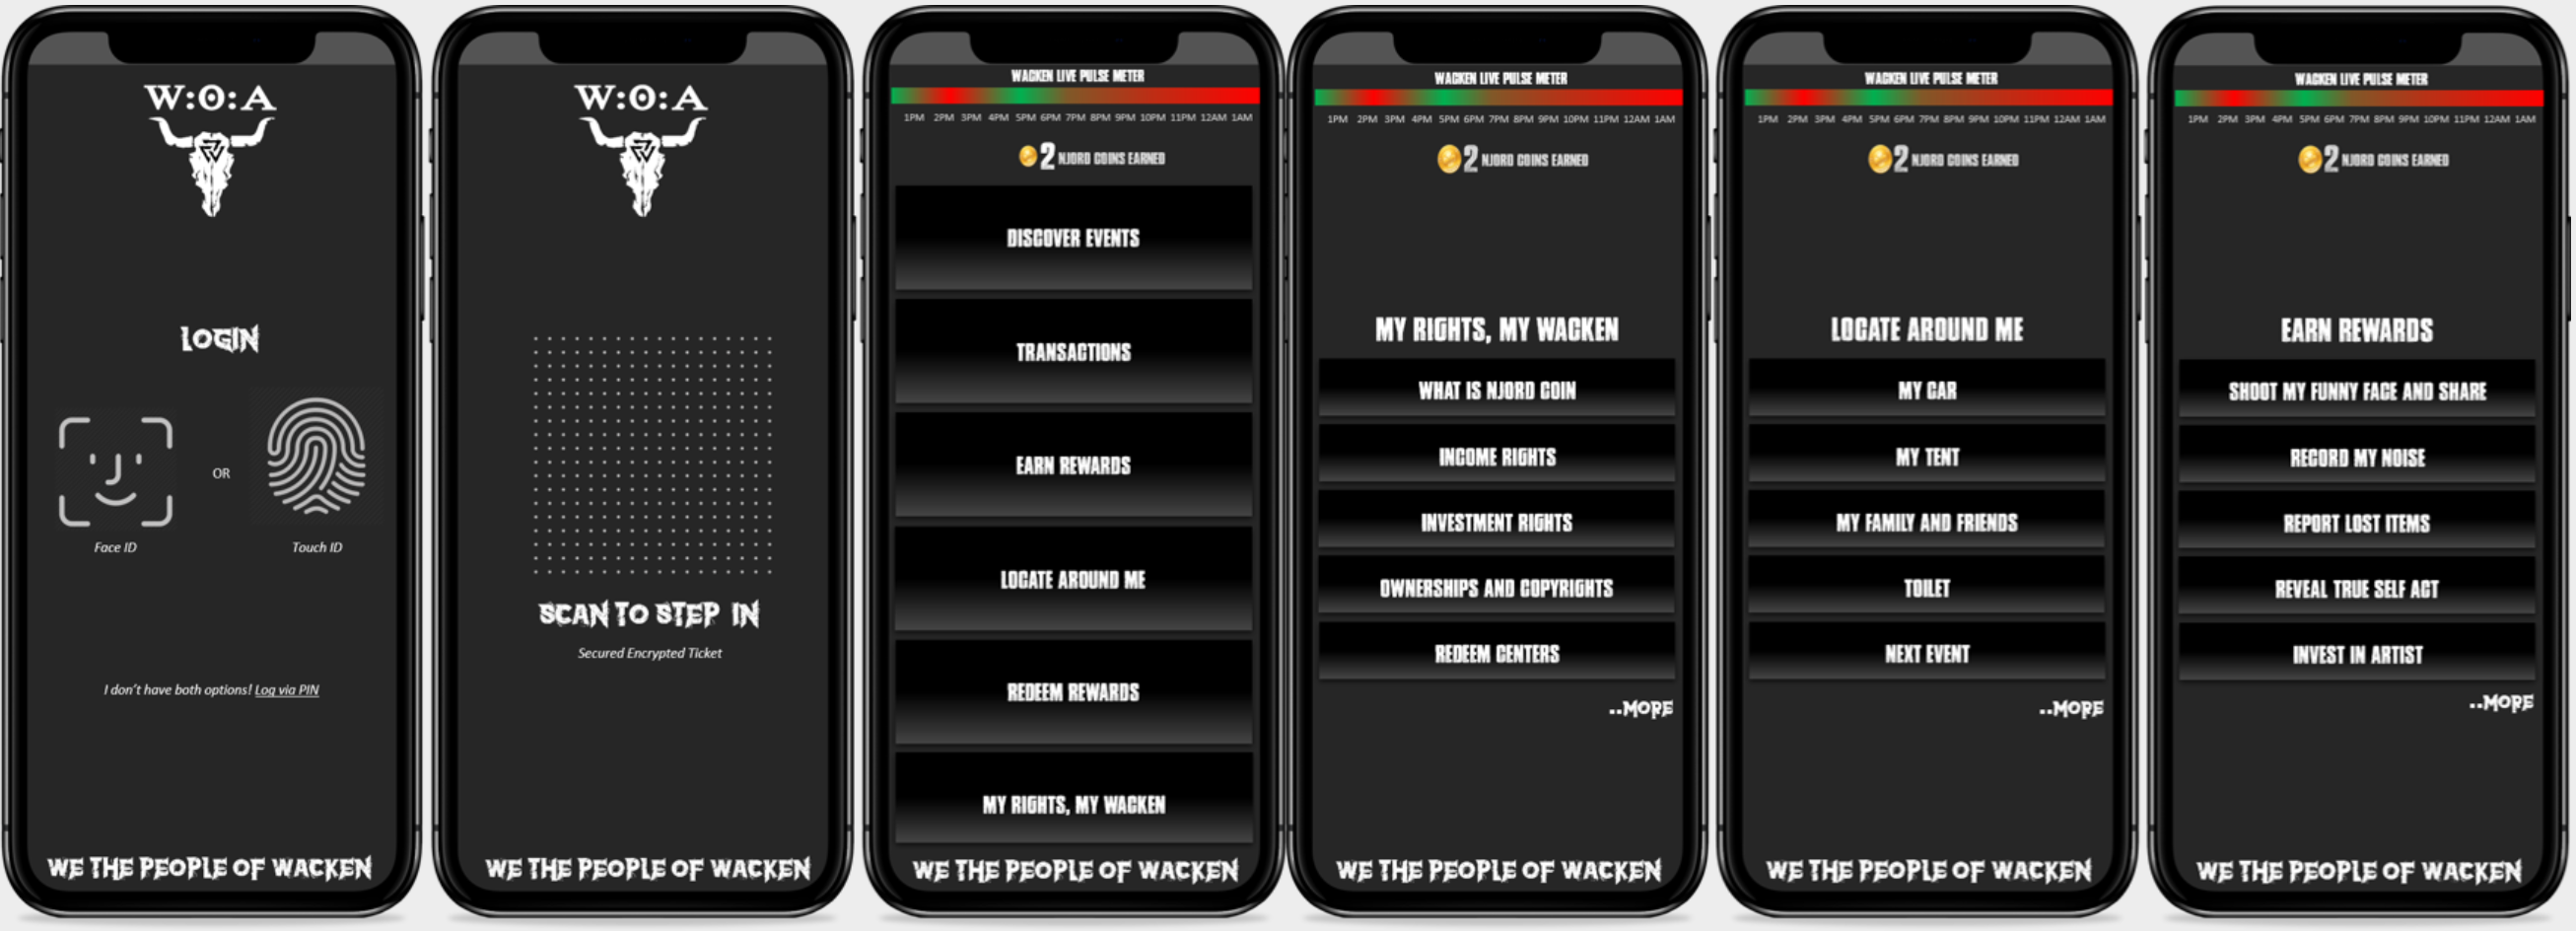 W:O:A
LOGIN
OR
Face ID
Touch ID
I don't have both options! Log via PIN
WE THE PEOPLE OF WACKEN
W:O:A
SCAN TO STEP IN
Secured Encrypted Ticket
WE THE PEOPLE OF WACKEN
WACKEN LIVE PULSE METER
1PM 2PM 3PM 4PM 5PM 6PM 7PM 8PM 9PM 10PM 11PM 12AM 1AM
2 NJORD COINS EARNED
DISCOVER EVENTS
TRANSACTIONS
EARN REWARDS
LOCATE AROUND ME
REDEEM REWARDS
MY RIGHTS, MY WACKEN
WE THE PEOPLE OF WACKEN
WACKEN LIVE PULSE METER
1PM 2PM 3PM 4PM 5PM 6PM 7PM 8PM 9PM 10PM 11PM 12AM 1AM
2 NJORD COINS EARNED
MY RIGHTS, MY WACKEN
WHAT IS NJORD COIN
INCOME RIGHTS
INVESTMENT RIGHTS
OWNERSHIPS AND COPYRIGHTS
REDEEM CENTERS
..MORE
WE THE PEOPLE OF WACKEN
WACKEN LIVE PULSE METER
1PM 2PM 3PM 4PM 5PM 6PM 7PM 8PM 9PM 10PM 11PM 12AM 1AM
2 NJORD COINS EARNED
LOCATE AROUND ME
MY CAR
MY TENT
MY FAMILY AND FRIENDS
TOILET
NEXT EVENT
..MORE
WE THE PEOPLE OF WACKEN
WACKEN LIVE PULSE METER
1PM 2PM 3PM 4PM 5PM 6PM 7PM 8PM 9PM 10PM 11PM 12AM 1AM
2 NJORD COINS EARNED
EARN REWARDS
SHOOT MY FUNNY FACE AND SHARE
RECORD MY NOISE
REPORT LOST ITEMS
REVEAL TRUE SELF ACT
INVEST IN ARTIST
..MORE
WE THE PEOPLE OF WACKEN